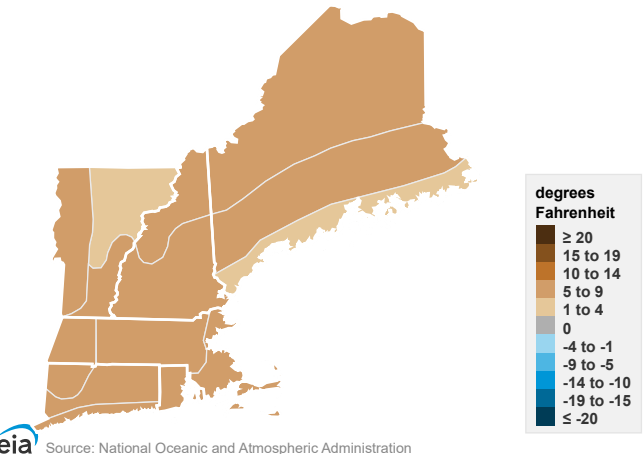 degrees
Fahrenheit
≥ 20
15 to 19
10 to 14
5 to 9
1 to 4
0
-4 to -1
-9 to -5
-14 to -10
-19 to -15
≤ -20
eia Source: National Oceanic and Atmospheric Administration